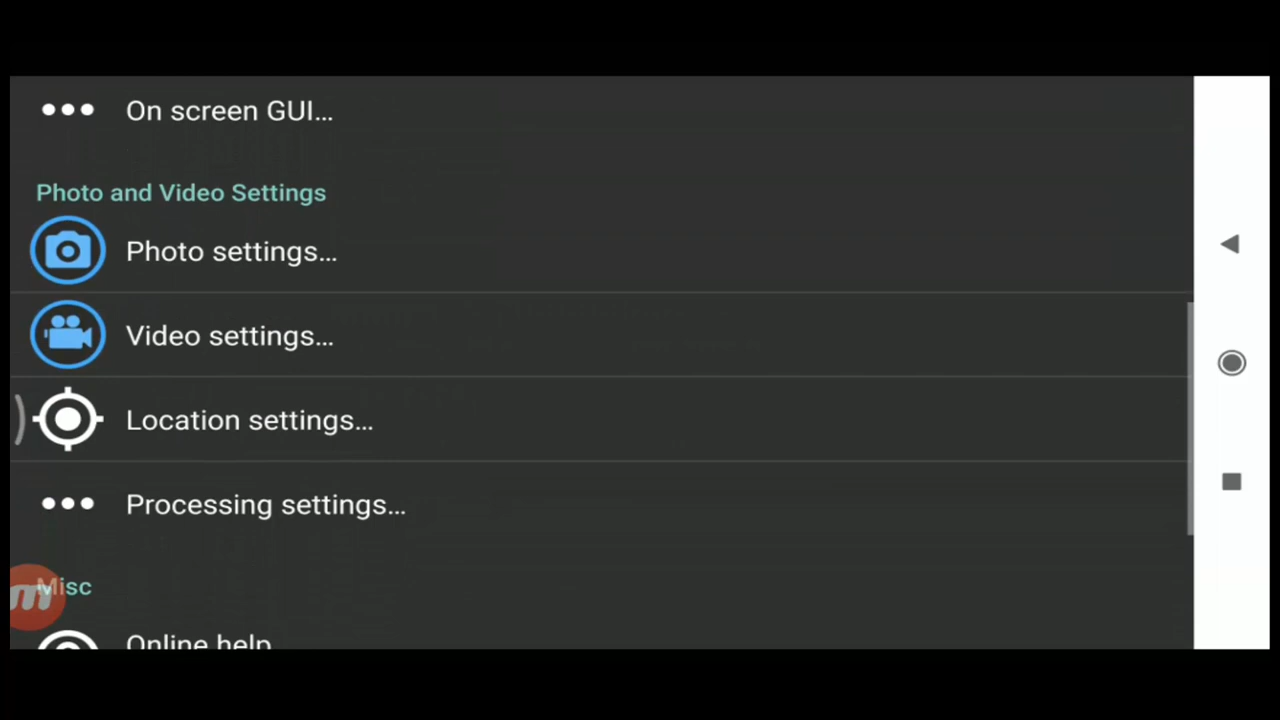 On screen GUI...
Photo and Video Settings
Photo settings...
Video settings...
Location settings...
Processing settings...
Misc
Online help